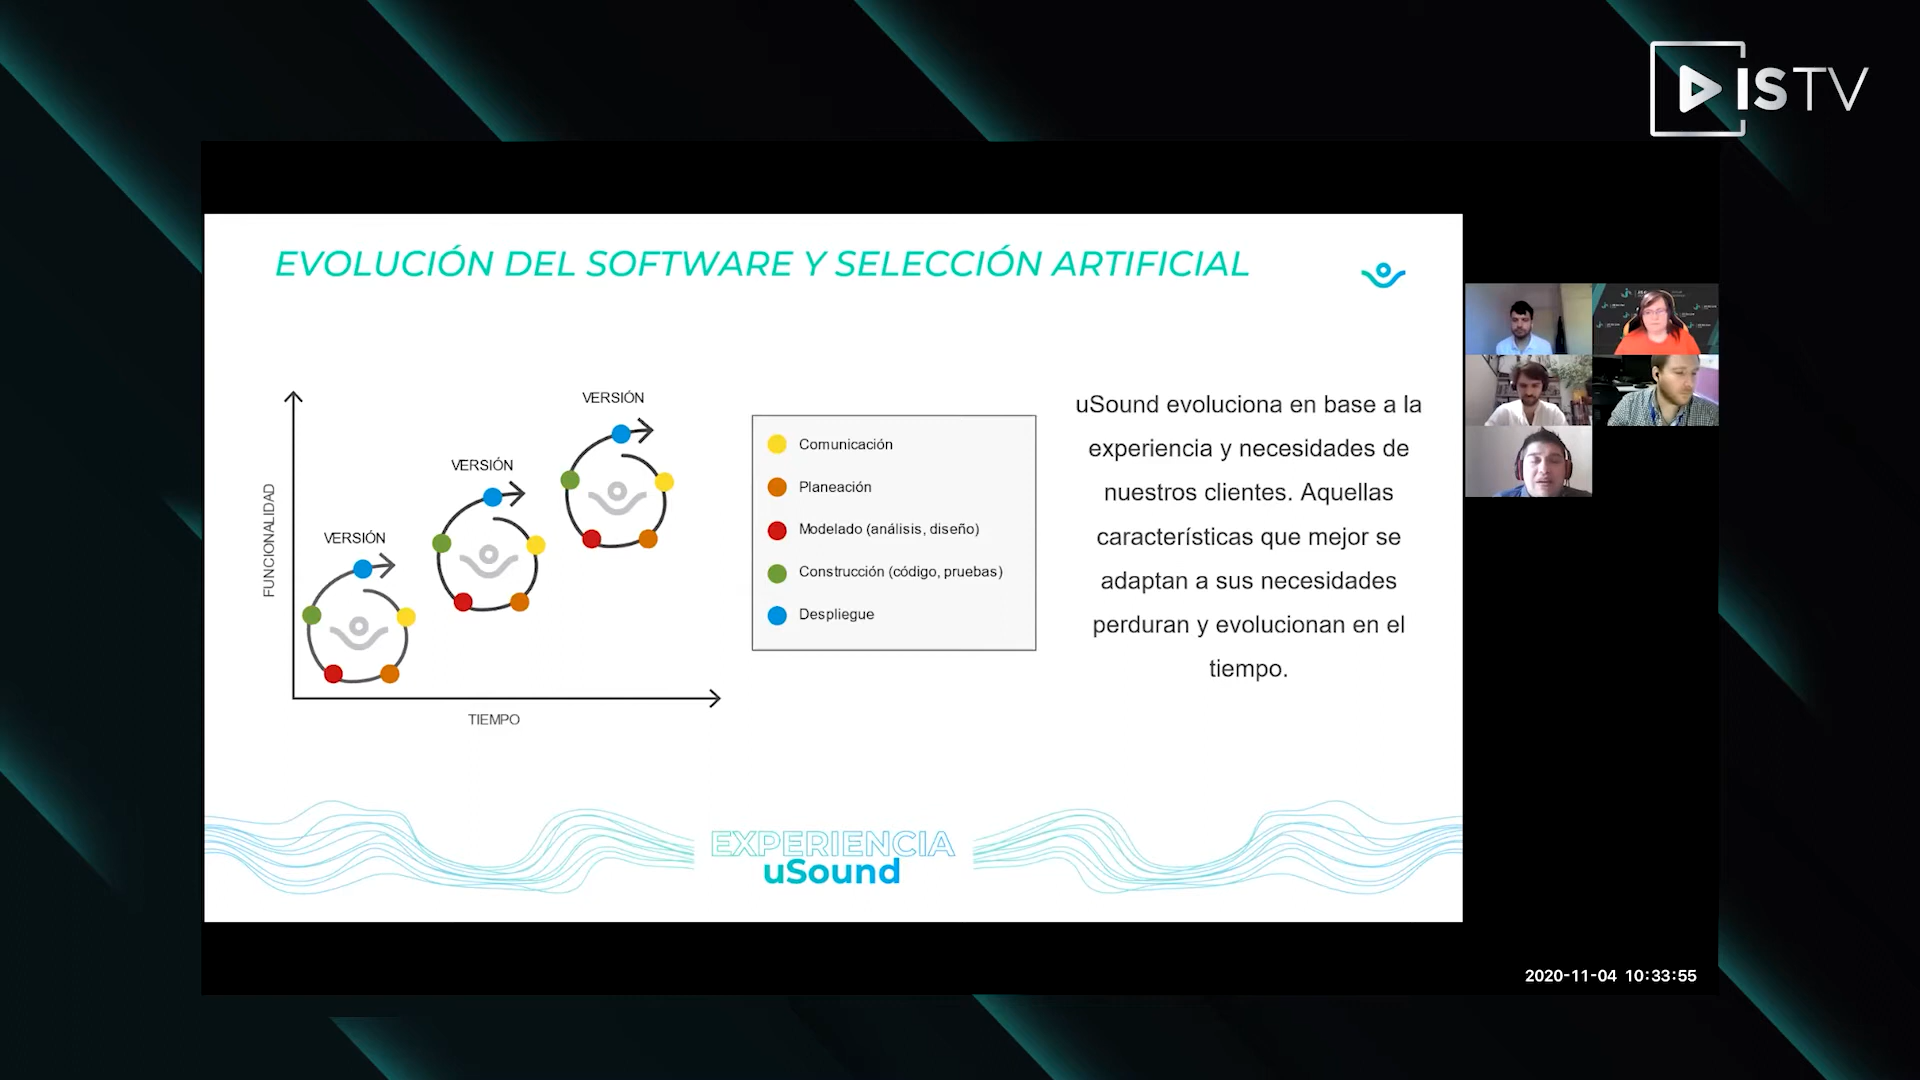 ISTV
EVOLUCIÓN DEL SOFTWARE Y SELECCIÓN ARTIFICIAL
VERSIÓN
VERSIÓN
VERSIÓN
FUNCIONALIDAD
TIEMPO
Comunicación
Planeación
Modelado (análisis, diseño)
Construcción (código, pruebas)
Despliegue
uSound evoluciona en base a la
experiencia y necesidades de
nuestros clientes. Aquellas
características que mejor se
adaptan a sus necesidades
perduran y evolucionan en el
tiempo.
EXPERIENCIA
uSound
2020-11-04 10:33:55